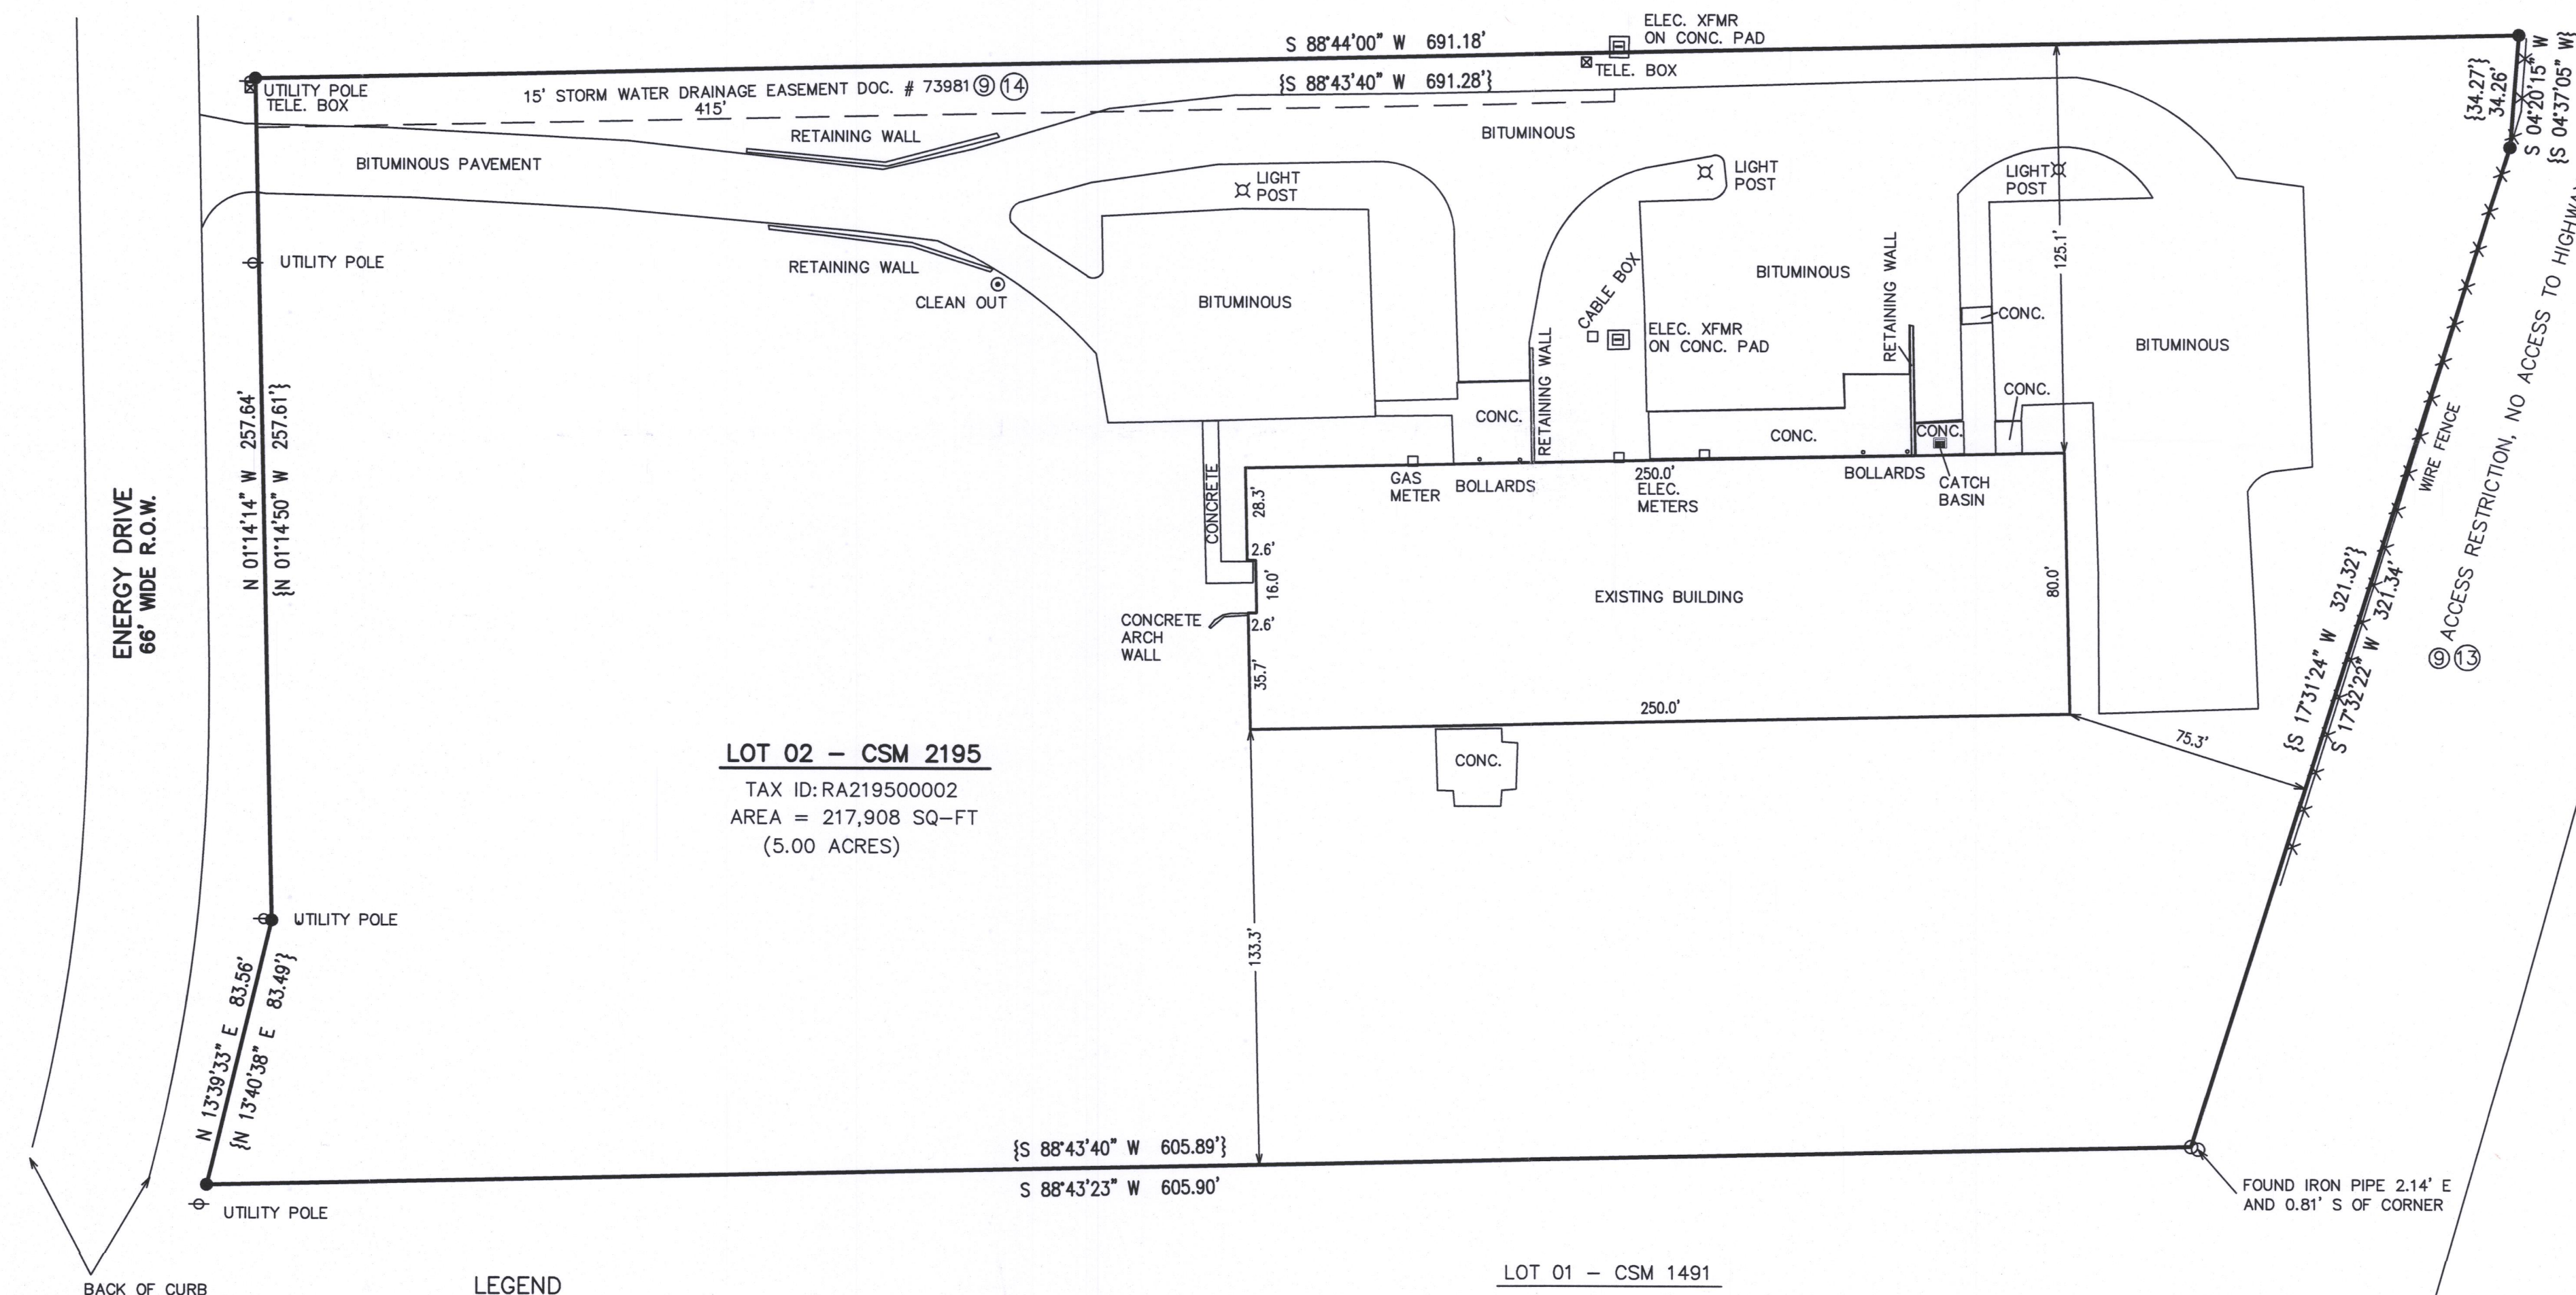 S 88°44'00" W 691.18'
{S 88°43'40" W 691.28'}
ELEC. XFMR
ON CONC. PAD
TELE. BOX
UTILITY POLE
TELE. BOX
15' STORM WATER DRAINAGE EASEMENT DOC. # 73981 9 14
415'
RETAINING WALL
BITUMINOUS PAVEMENT
BITUMINOUS
{34.27'}
34.26'
S 04°20'15" W
{S 04°37'05" W}
LIGHT
POST
LIGHT
POST
LIGHT
POST
UTILITY POLE
RETAINING WALL
CLEAN OUT
BITUMINOUS
CABLE BOX
ELEC. XFMR
ON CONC. PAD
BITUMINOUS
RETAINING WALL
125.1'
CONC.
BITUMINOUS
CONC.
RETAINING WALL
CONC.
CONC.
CONC.
CONCRETE
GAS
METER
BOLLARDS
250.0'
ELEC.
METERS
BOLLARDS
CATCH
BASIN
28.3'
2.6'
16.0'
2.6'
35.7'
CONCRETE
ARCH
WALL
EXISTING BUILDING
80.0'
250.0'
CONC.
75.3'
133.3'
WIRE FENCE
{S 17°31'24" W 321.32'}
S 17°32'22" W 321.34'
9 13 ACCESS RESTRICTION, NO ACCESS TO
ENERGY DRIVE
66' WIDE R.O.W.
N 01°14'14" W 257.64'
{N 01°14'50" W 257.61'}
LOT 02 – CSM 2195
TAX ID:RA219500002
AREA = 217,908 SQ–FT
(5.00 ACRES)
UTILITY POLE
N 13°39'33" E 83.56'
{N 13°40'38" E 83.49'}
{S 88°43'40" W 605.89'}
S 88°43'23" W 605.90'
UTILITY POLE
FOUND IRON PIPE 2.14' E
AND 0.81' S OF CORNER
BACK OF CURB
LEGEND
LOT 01 – CSM 1491